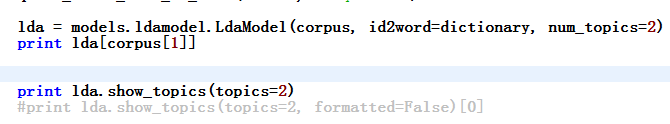 lda = models.ldamodel.LdaModel(corpus, id2word=dictionary, num_topics=2)
print lda[corpus[1]]
print lda.show_topics(topics=2)
#print lda.show_topics(topics=2, formatted=False)[0]